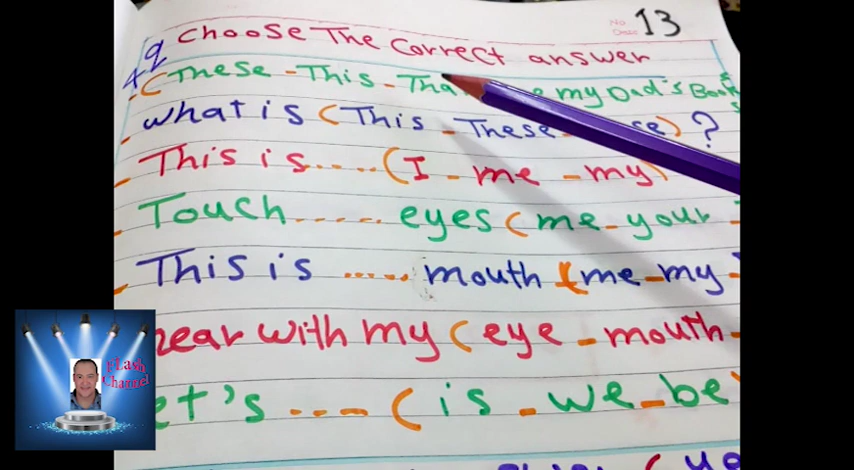 No. 13
Choose The Correct answer
(These - This - Tha e my Dad's Book
what is (This - These - se) ?
This is..... (I - me - my)
Touch...... eyes (me - your -
This is ..... mouth (me - my -
hear with my (eye - mouth -
et's .... (is - we - be
FLash
Channel